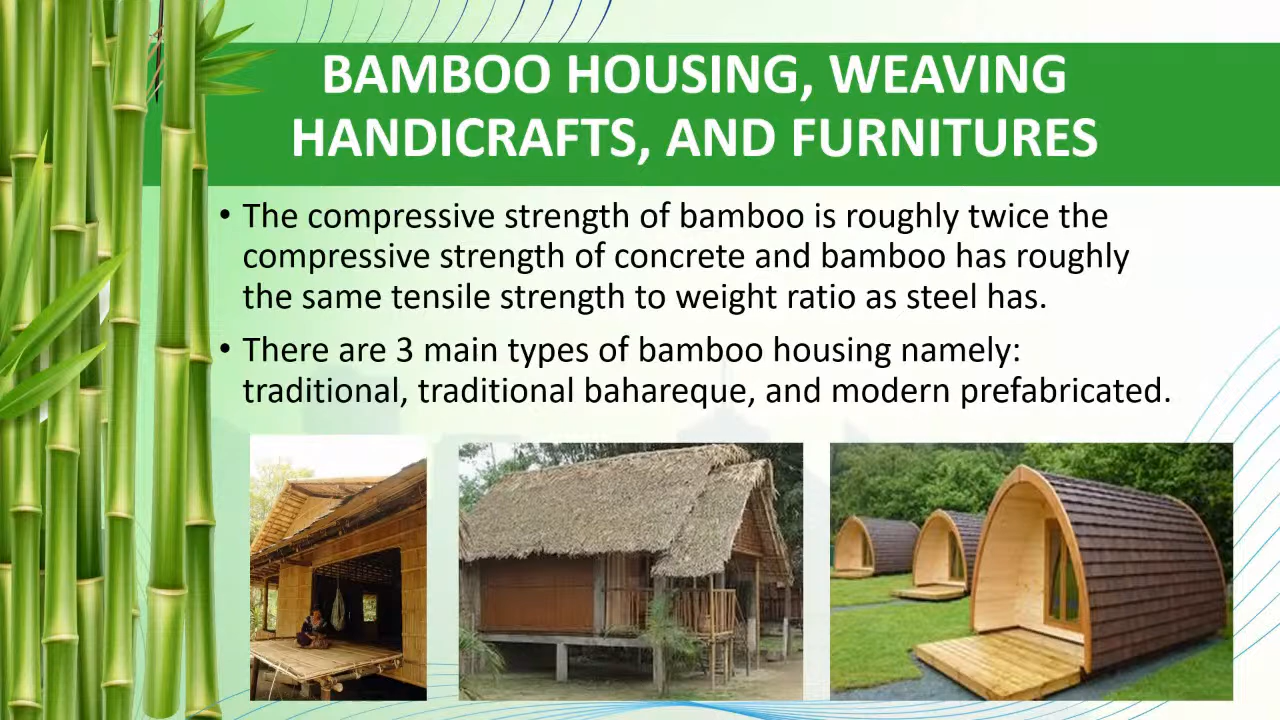 BAMBOO HOUSING, WEAVING
HANDICRAFTS, AND FURNITURES
• The compressive strength of bamboo is roughly twice the
compressive strength of concrete and bamboo has roughly
the same tensile strength to weight ratio as steel has.
• There are 3 main types of bamboo housing namely:
traditional, traditional bahareque, and modern prefabricated.